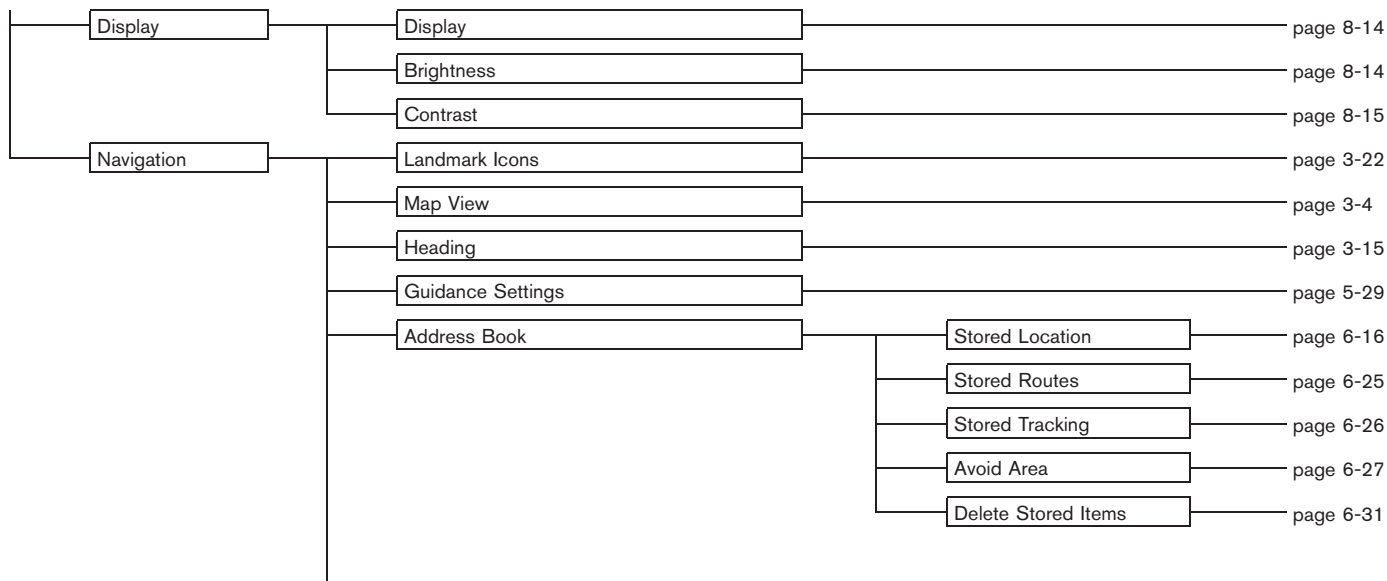 Display Display page 8-14
Brightness page 8-14
Contrast page 8-15
Navigation Landmark Icons page 3-22
Map View page 3-4
Heading page 3-15
Guidance Settings page 5-29
Address Book Stored Location page 6-16
Stored Routes page 6-25
Stored Tracking page 6-26
Avoid Area page 6-27
Delete Stored Items page 6-31